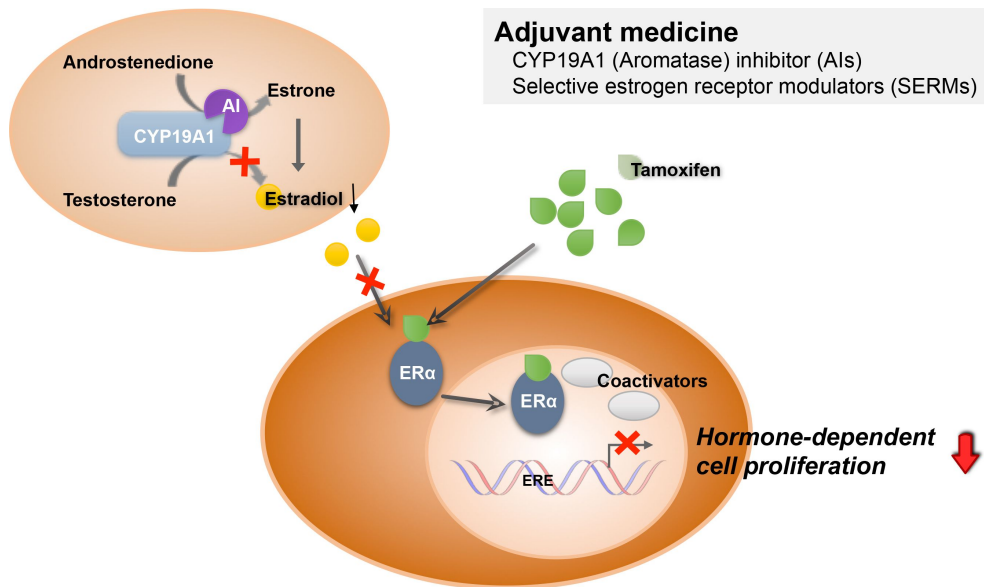 Adjuvant medicine
CYP19A1 (Aromatase) inhibitor (AIs)
Selective estrogen receptor modulators (SERMs)
Androstenedione
AI
Estrone
CYP19A1
Testosterone
Estradiol
Tamoxifen
ERα
ERα
Coactivators
ERE
Hormone-dependent
cell proliferation